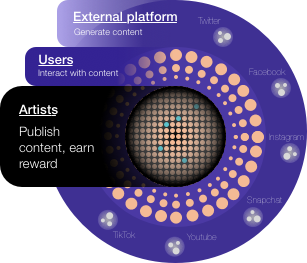 External platform
Generate content
Twitter
Users
Interact with content
Facebook
Artists
Publish
content, earn
reward
Instagram
Snapchat
TikTok
Youtube